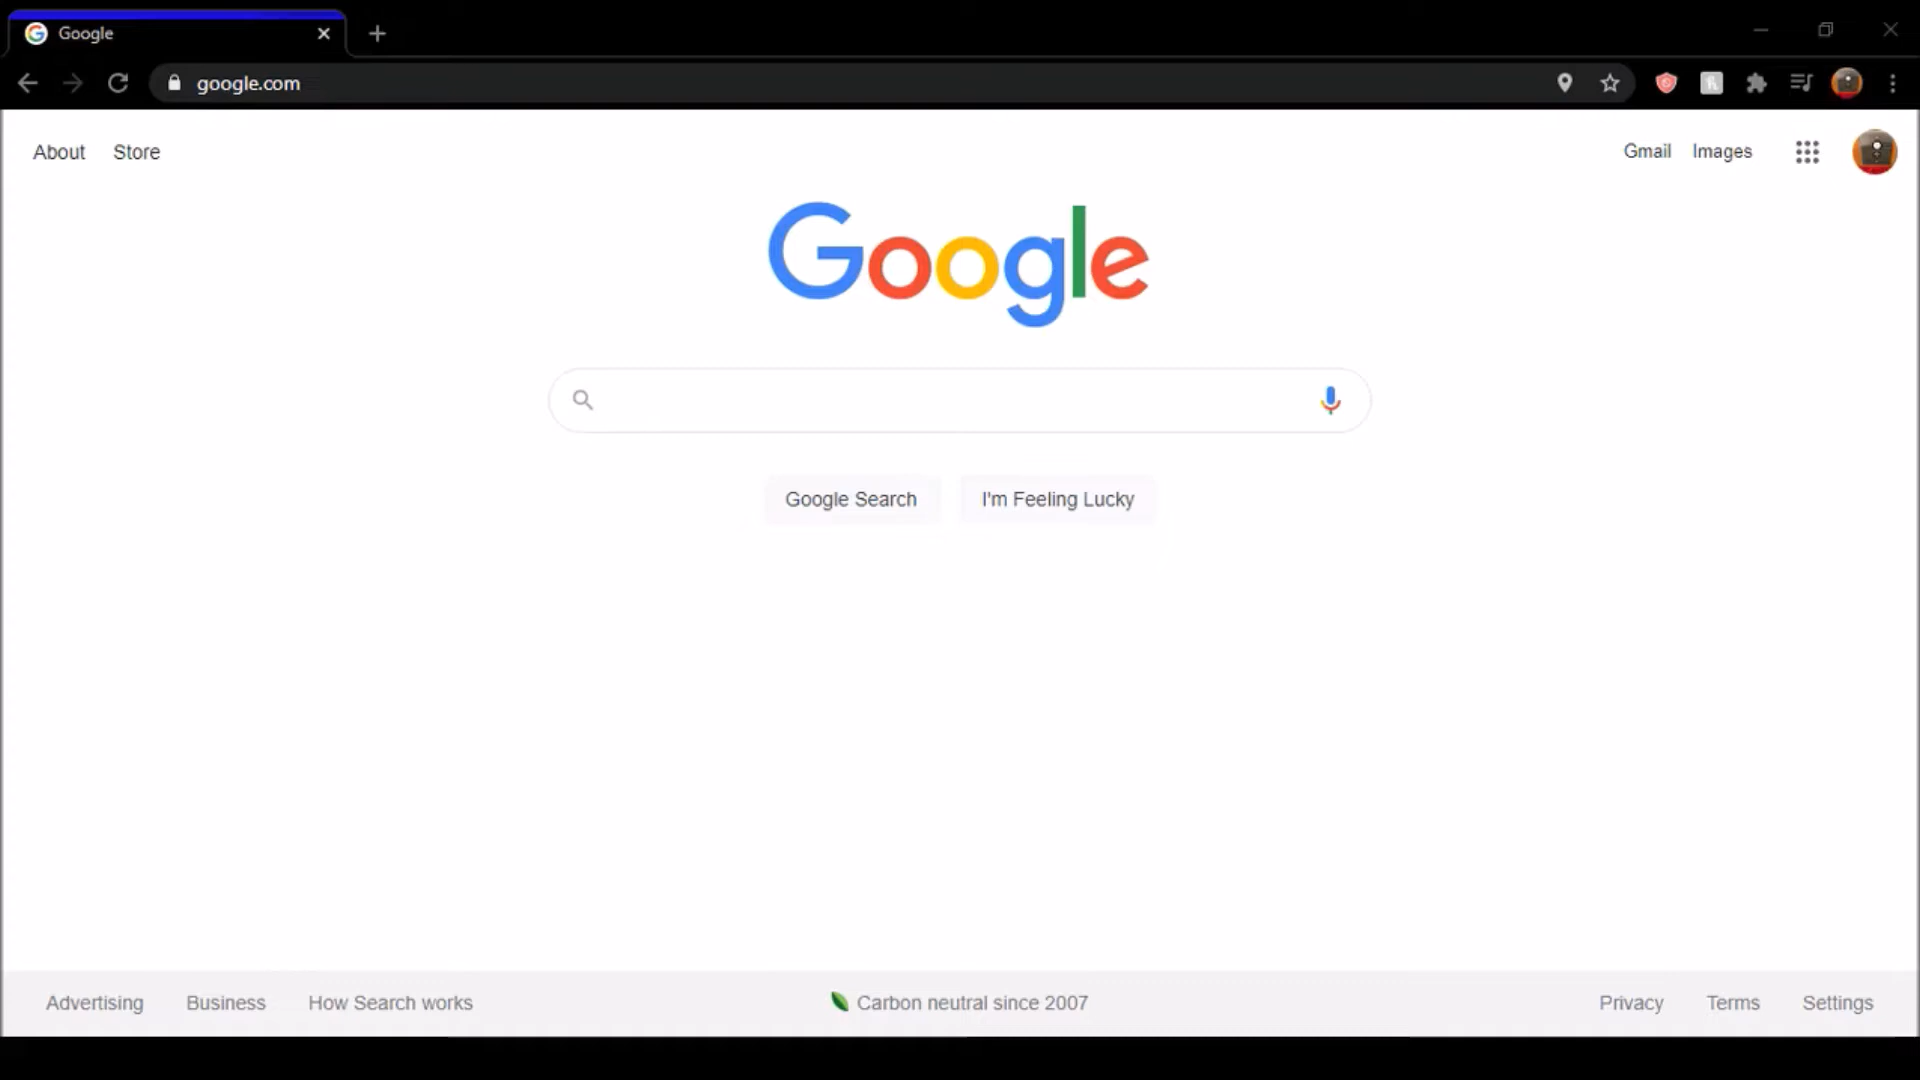 Google
google.com
About Store Gmail Images
Google
Google Search I'm Feeling Lucky
Advertising Business How Search works Carbon neutral since 2007 Privacy Terms Settings